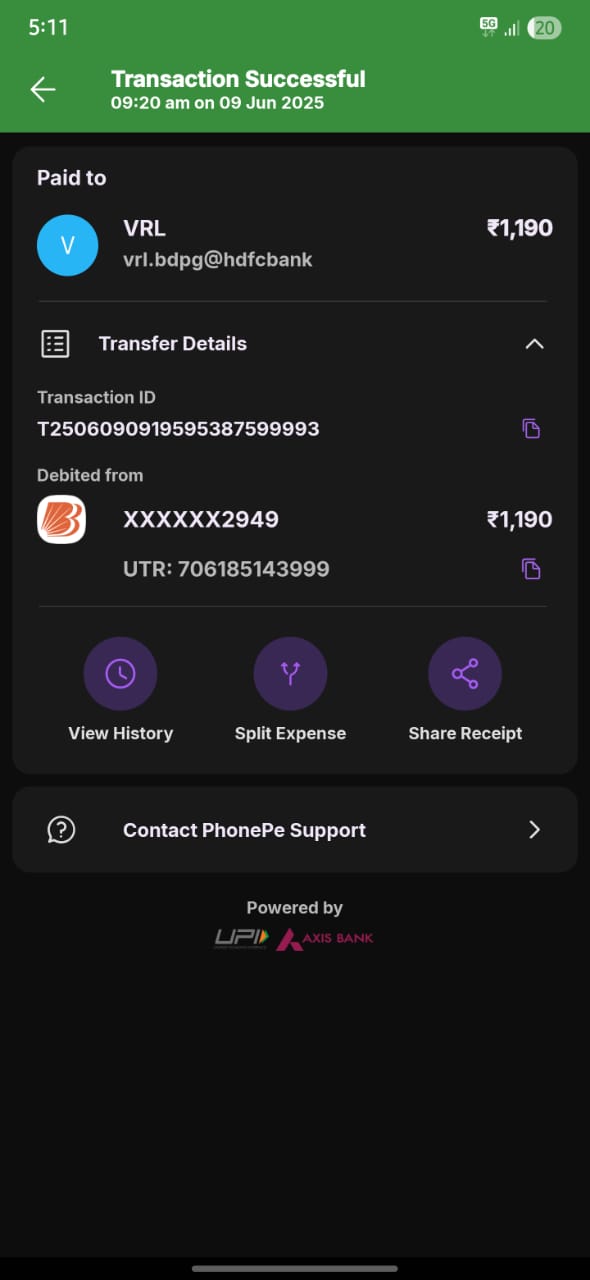 5:11
5G
20
Transaction Successful
09:20 am on 09 Jun 2025
Paid to
V
VRL
₹1,190
vrl.bdpg@hdfcbank
Transfer Details
Transaction ID
T2506090919595387599993
Debited from
XXXXXX2949
₹1,190
UTR: 706185143999
View History
Split Expense
Share Receipt
Contact PhonePe Support
Powered by
UPI AXIS BANK